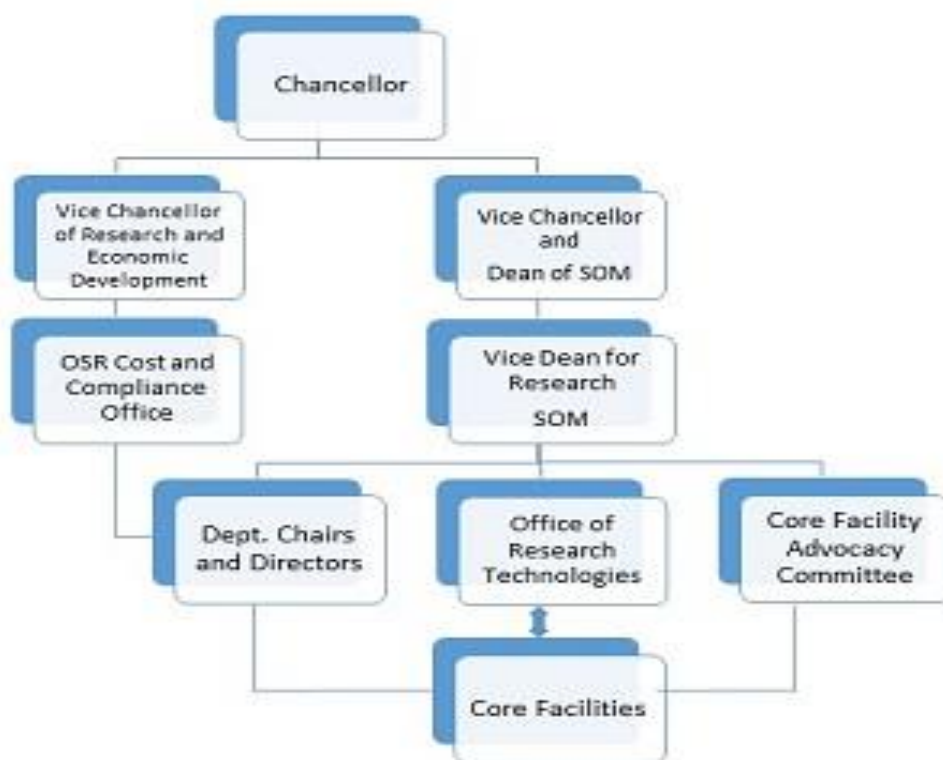 Chancellor
Vice Chancellor
of Research and
Economic
Development
Vice Chancellor
and
Dean of SOM
OSR Cost and
Compliance
Office
Vice Dean for
Research
SOM
Dept. Chairs
and Directors
Office of
Research
Technologies
Core Facility
Advocacy
Committee
Core Facilities